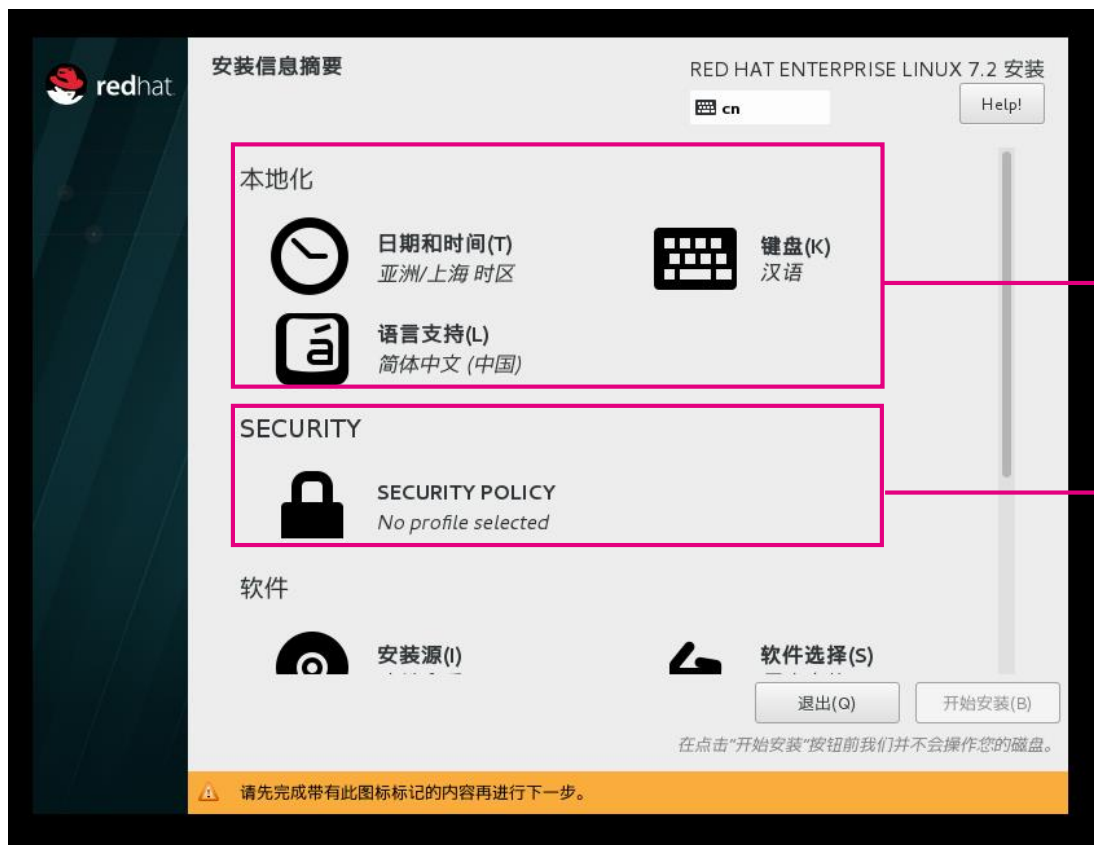 redhat.
安装信息摘要
RED HAT ENTERPRISE LINUX 7.2 安装
cn
Help!
本地化
日期和时间(T)
亚洲/上海 时区
键盘(K)
汉语
语言支持(L)
简体中文 (中国)
SECURITY
SECURITY POLICY
No profile selected
软件
安装源(I)
软件选择(S)
退出(Q)
开始安装(B)
在点击"开始安装"按钮前我们并不会操作您的磁盘。
请先完成带有此图标标记的内容再进行下一步。